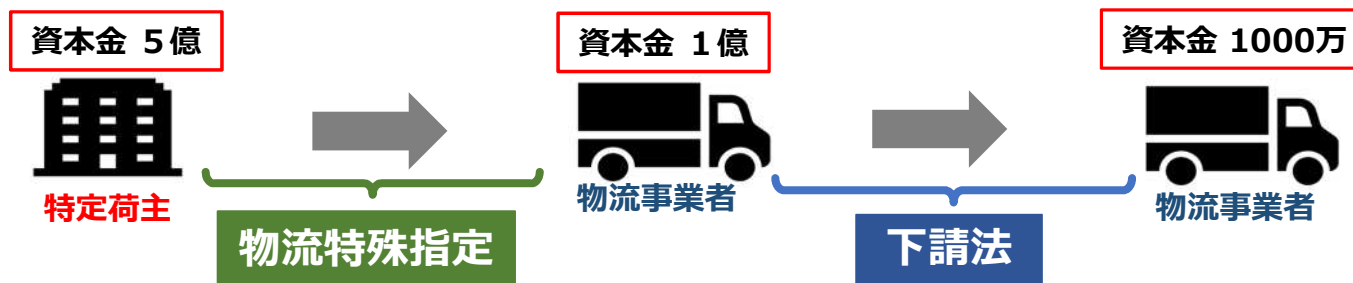 資本金 5億
資本金 1億
資本金 1000万
特定荷主
物流事業者
物流事業者
物流特殊指定
下請法